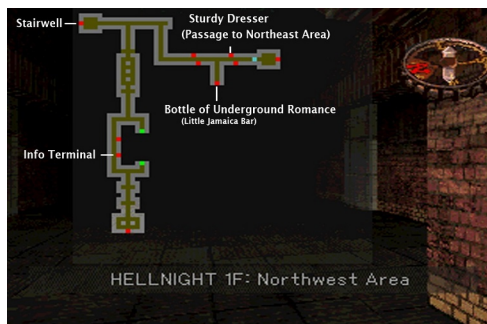 Stairwell
Sturdy Dresser
(Passage to Northeast Area)
Bottle of Underground Romance
(Little Jamaica Bar)
Info Terminal
HELLNIGHT 1F: Northwest Area